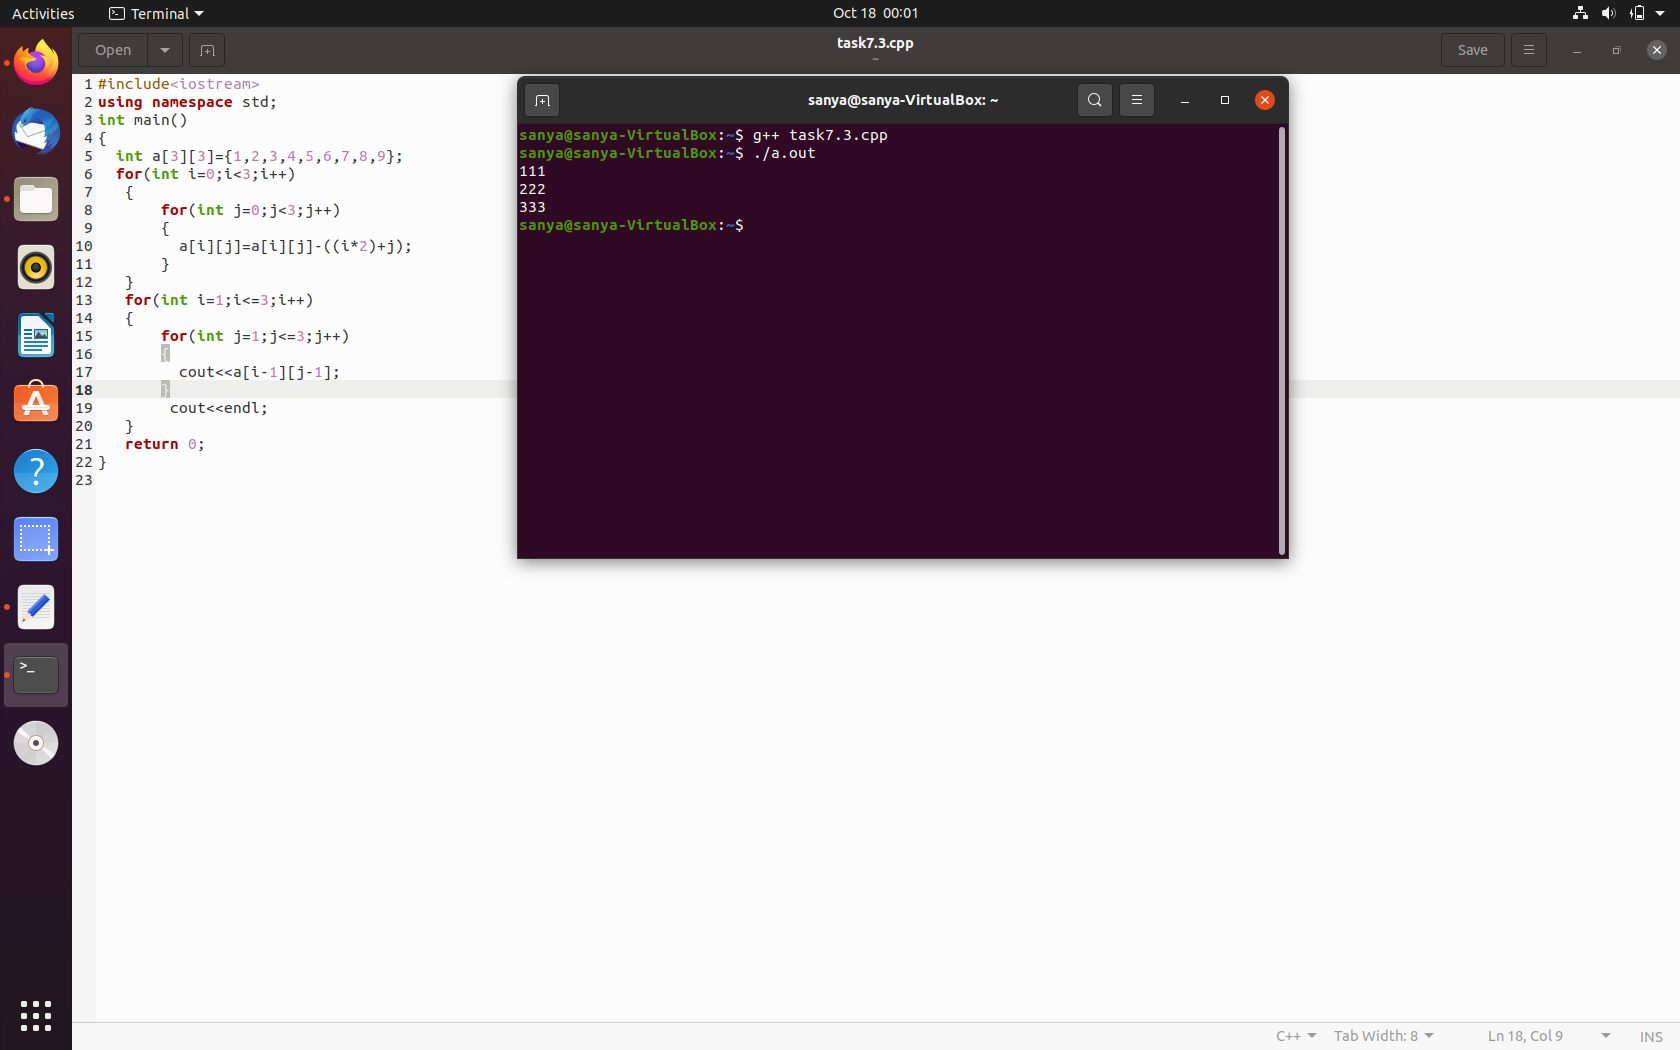 Activities Terminal Oct 18 00:01
Open task7.3.cpp Save
~
1 #include<iostream>
2 using namespace std;
3 int main()
4 {
5   int a[3][3]={1,2,3,4,5,6,7,8,9};
6   for(int i=0;i<3;i++)
7    {
8        for(int j=0;j<3;j++)
9        {
10          a[i][j]=a[i][j]-((i*2)+j);
11        }
12    }
13    for(int i=1;i<=3;i++)
14    {
15        for(int j=1;j<=3;j++)
16        {
17          cout<<a[i-1][j-1];
18        }
19         cout<<endl;
20    }
21    return 0;
22 }
23
sanya@sanya-VirtualBox: ~
sanya@sanya-VirtualBox:~$ g++ task7.3.cpp
sanya@sanya-VirtualBox:~$ ./a.out
111
222
333
sanya@sanya-VirtualBox:~$
C++ Tab Width: 8 Ln 18, Col 9 INS